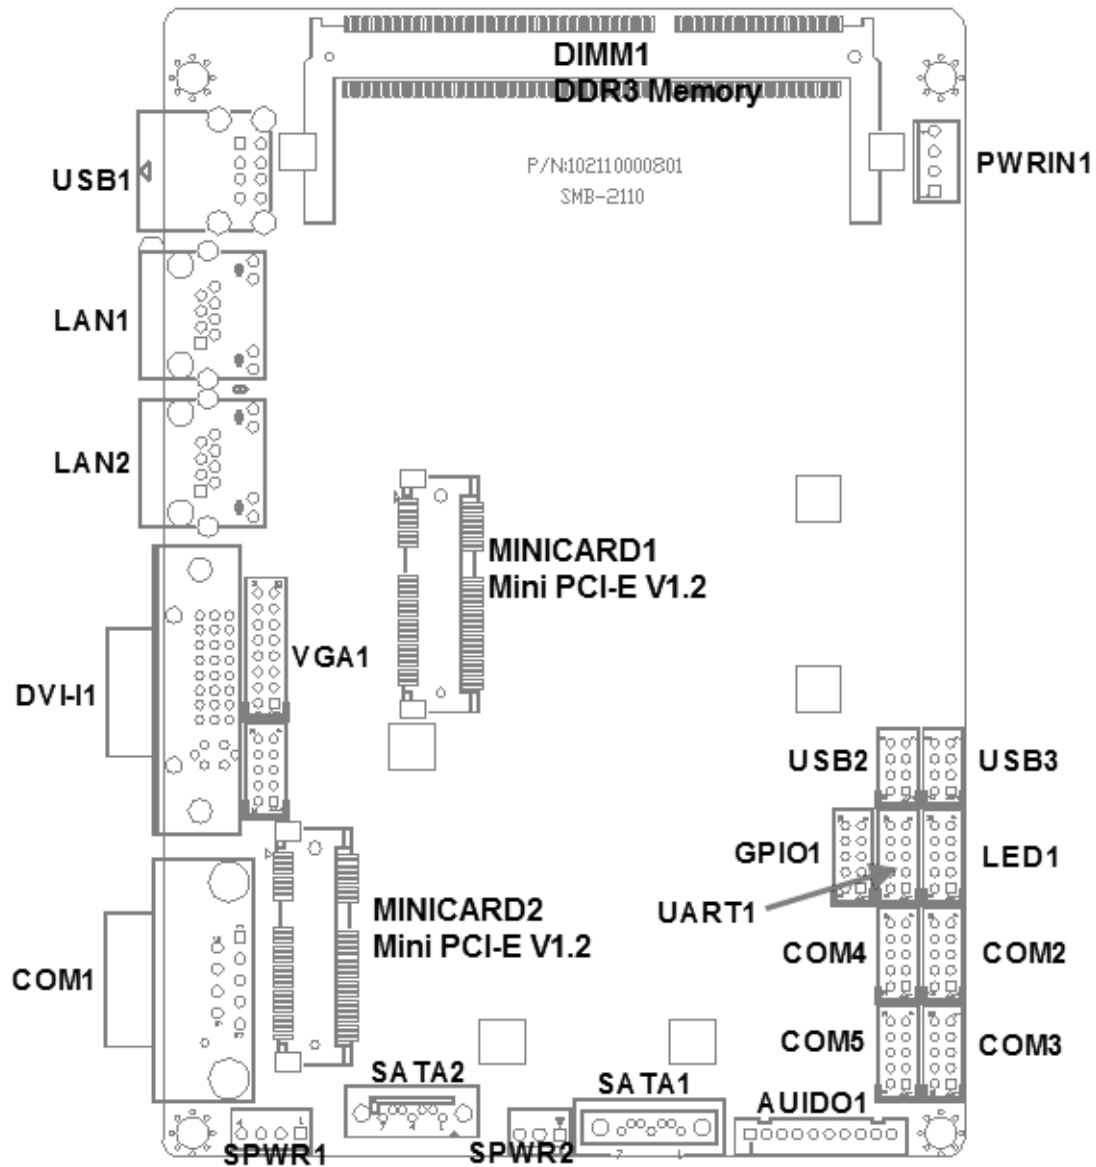 DIMM1
DDR3 Memory
P/N:102110000801
SMB-2110
PWRIN1
USB1
LAN1
LAN2
MINICARD1
Mini PCI-E V1.2
VGA1
DVI-I1
USB2
USB3
GPIO1
LED1
UART1
MINICARD2
Mini PCI-E V1.2
COM4
COM2
COM1
COM5
COM3
SATA2
SATA1
AUIDO1
SPWR1
SPWR2